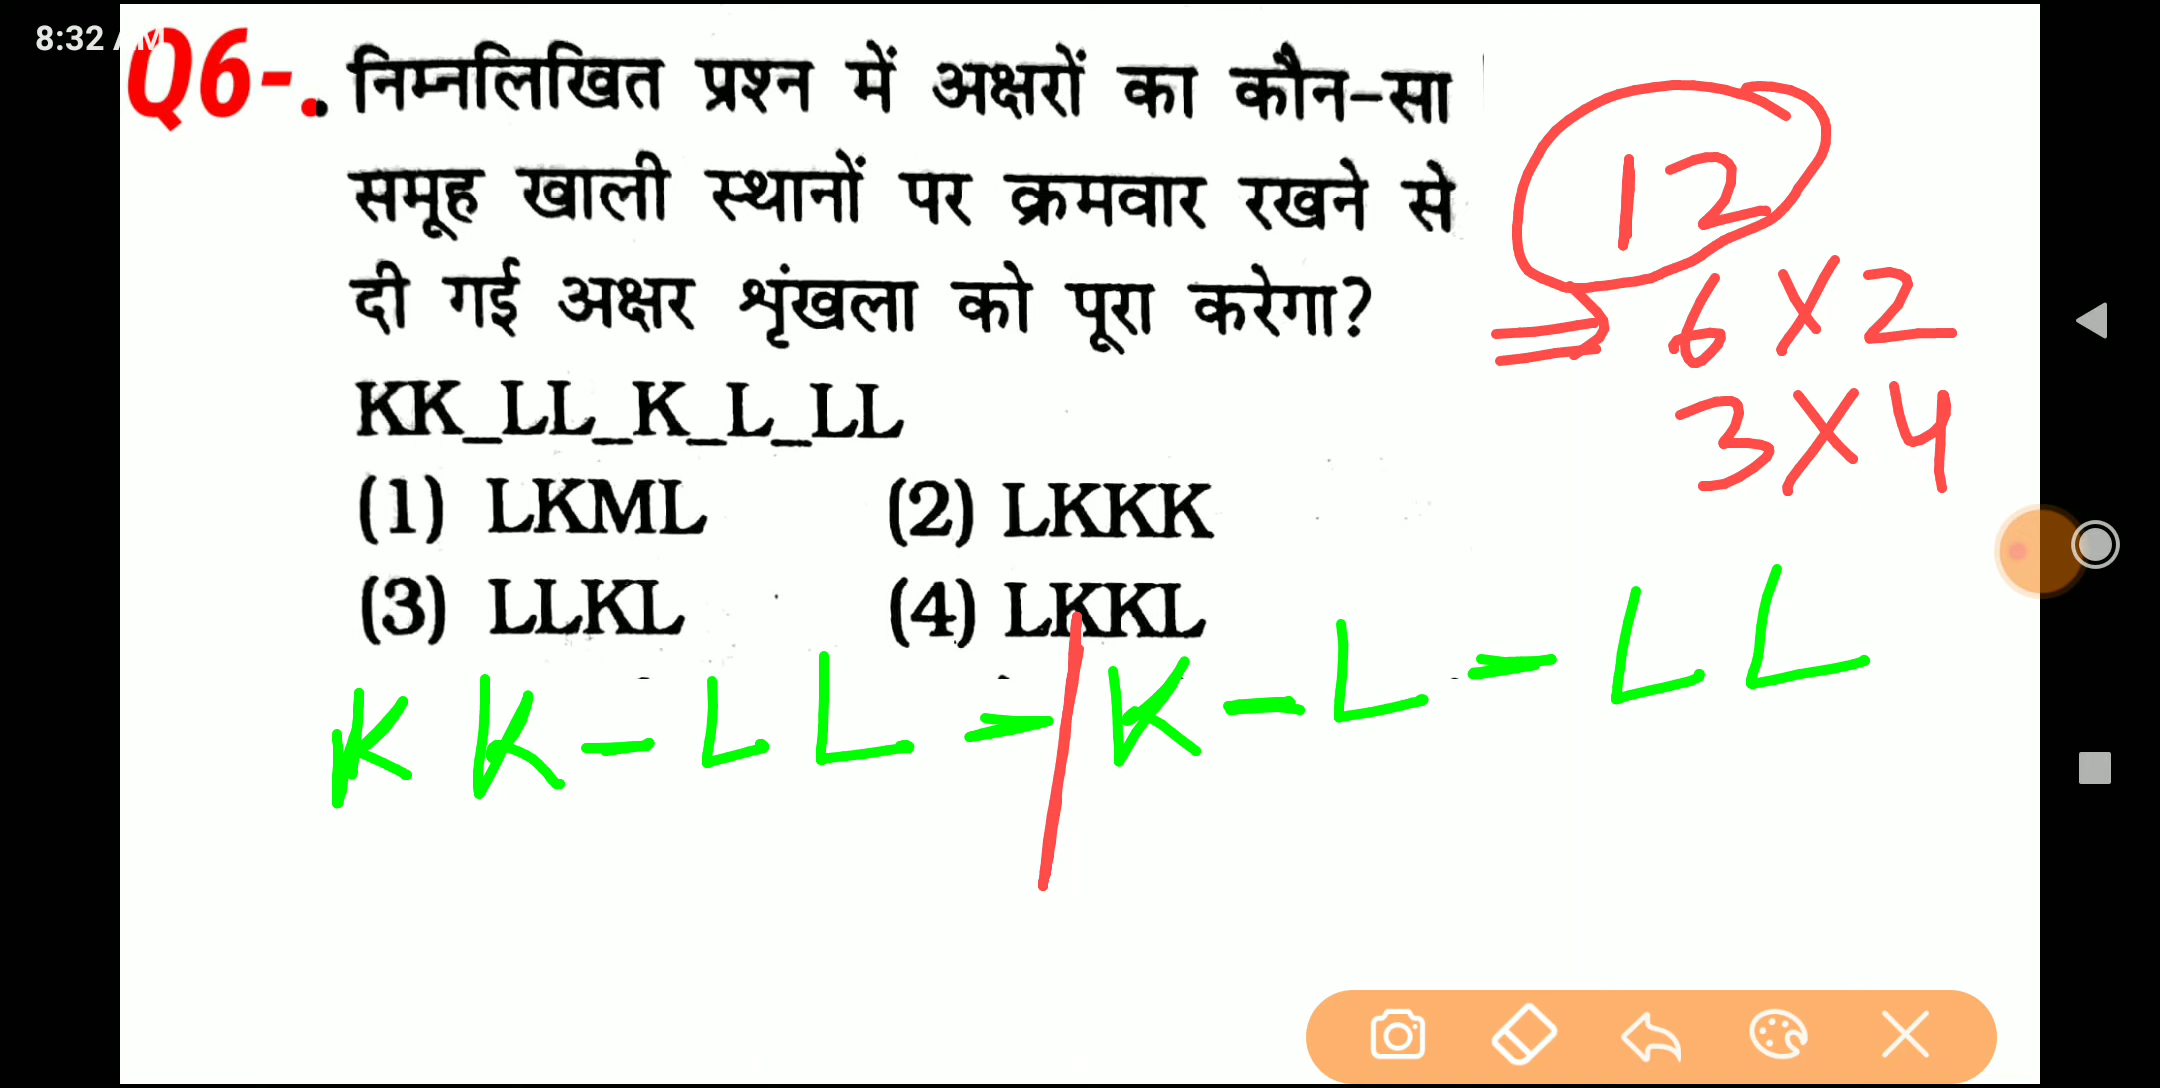 8:32 AM
Q6-. निम्नलिखित प्रश्न में अक्षरों का कौन-सा
समूह खाली स्थानों पर क्रमवार रखने से
दी गई अक्षर शृंखला को पूरा करेगा?
KK_LL_K_L_LL
(1) LKML (2) LKKK
(3) LLKL (4) LKKL
12
⇒ 6 × 2
3 × 4
KK-LL-/K-L-LL